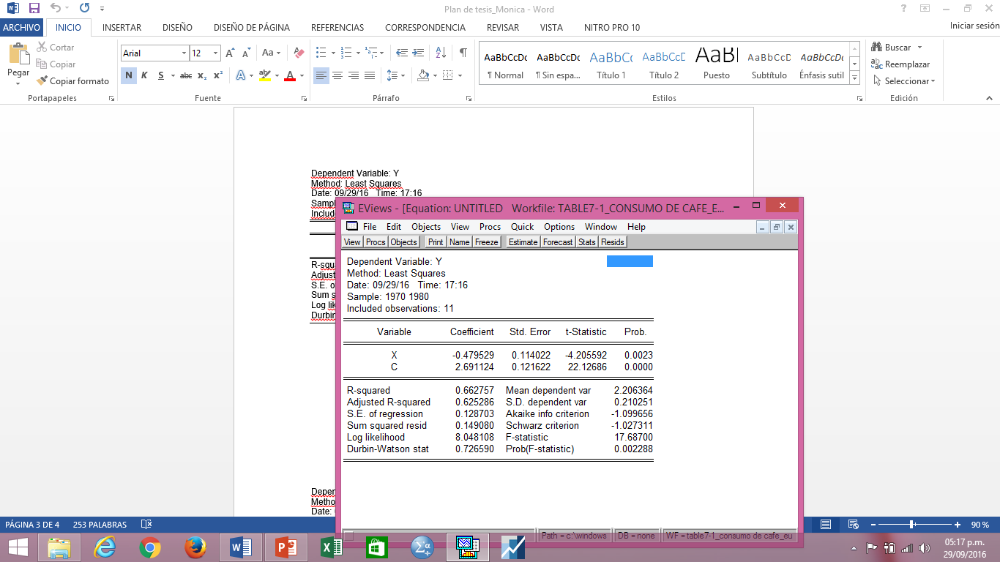 Plan de tesis_Monica - Word
ARCHIVO INICIO INSERTAR DISEÑO DISEÑO DE PÁGINA REFERENCIAS CORRESPONDENCIA REVISAR VISTA NITRO PRO 10 Iniciar sesión
Pegar
Cortar
Copiar
Copiar formato
Portapapeles
Arial 12
N K S abc x₂ x²
Fuente
Párrafo
AaBbCcDc AaBbCcDc AaBbCc AaBbCcD AaB AaBbCcD AaBbCcDc
¶ Normal ¶ Sin espa... Título 1 Título 2 Puesto Subtítulo Énfasis sutil
Estilos
Buscar
Reemplazar
Seleccionar
Edición
Dependent Variable: Y
Method: Least Squares
Date: 09/29/16 Time: 17:16
Sampl
Includ
R-squa
Adjust
S.E. of
Sum s
Log lik
Durbin
Depen
Metho
Date:
EViews - [Equation: UNTITLED Workfile: TABLE7-1_CONSUMO DE CAFE_E...
File Edit Objects View Procs Quick Options Window Help
View Procs Objects Print Name Freeze Estimate Forecast Stats Resids
Dependent Variable: Y
Method: Least Squares
Date: 09/29/16 Time: 17:16
Sample: 1970 1980
Included observations: 11
Variable Coefficient Std. Error t-Statistic Prob.
X -0.479529 0.114022 -4.205592 0.0023
C 2.691124 0.121622 22.12686 0.0000
R-squared 0.662757 Mean dependent var 2.206364
Adjusted R-squared 0.625286 S.D. dependent var 0.210251
S.E. of regression 0.128703 Akaike info criterion -1.099656
Sum squared resid 0.149080 Schwarz criterion -1.027311
Log likelihood 8.048108 F-statistic 17.68700
Durbin-Watson stat 0.726590 Prob(F-statistic) 0.002288
Path = c:\windows DB = none WF = table7-1_consumo de cafe_eu
PÁGINA 3 DE 4 253 PALABRAS 90 %
05:17 p.m.
29/09/2016